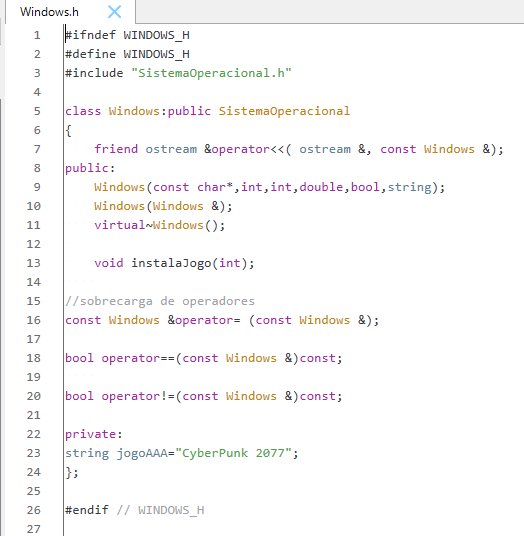 Windows.h
1 #ifndef WINDOWS_H
2 #define WINDOWS_H
3 #include "SistemaOperacional.h"
4
5 class Windows:public SistemaOperacional
6 {
7     friend ostream &operator<<( ostream &, const Windows &);
8 public:
9     Windows(const char*,int,int,double,bool,string);
10     Windows(Windows &);
11     virtual~Windows();
12
13     void instalaJogo(int);
14
15 //sobrecarga de operadores
16 const Windows &operator= (const Windows &);
17
18 bool operator==(const Windows &)const;
19
20 bool operator!=(const Windows &)const;
21
22 private:
23 string jogoAAA="CyberPunk 2077";
24 };
25
26 #endif // WINDOWS_H
27